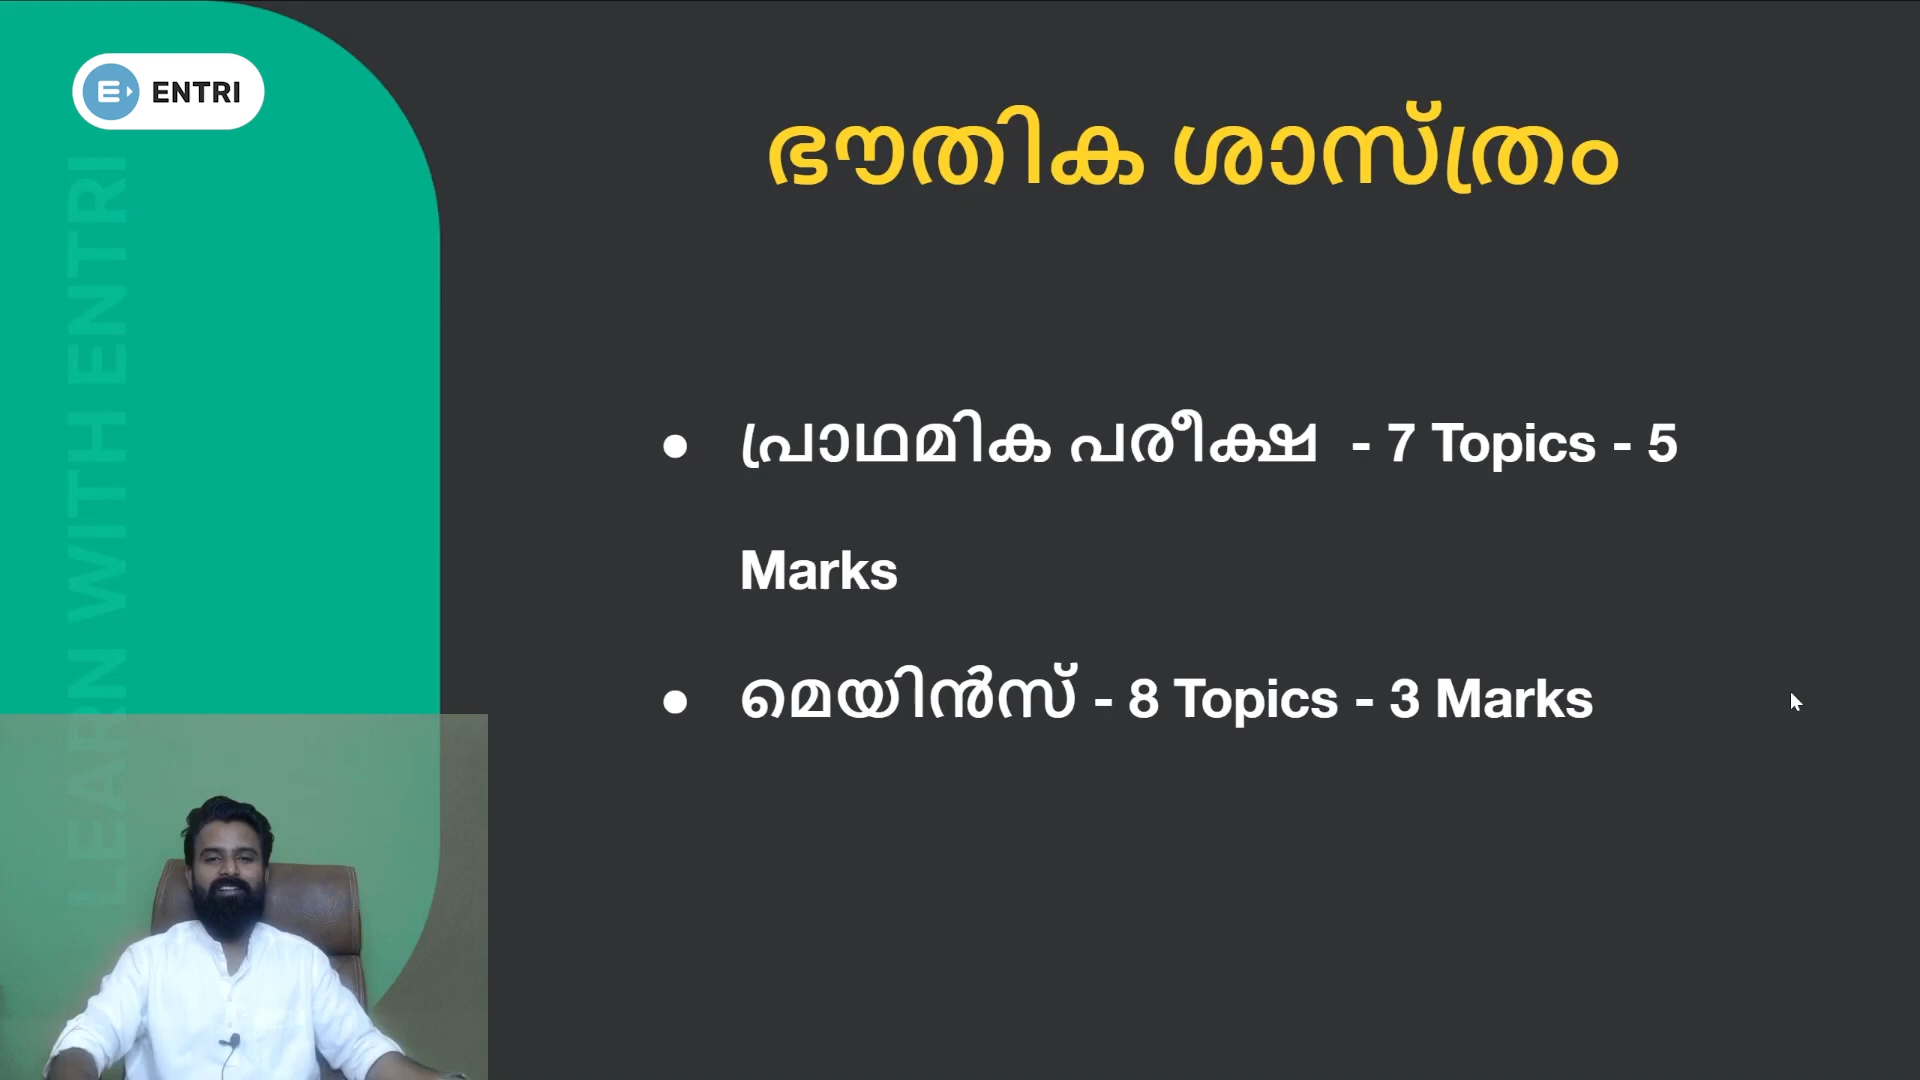 ENTRI
LEARN WITH ENTRI
ഭൗതിക ശാസ്ത്രം
● പ്രാഥമിക പരീക്ഷ - 7 Topics - 5
Marks
● മെയിൻസ് - 8 Topics - 3 Marks